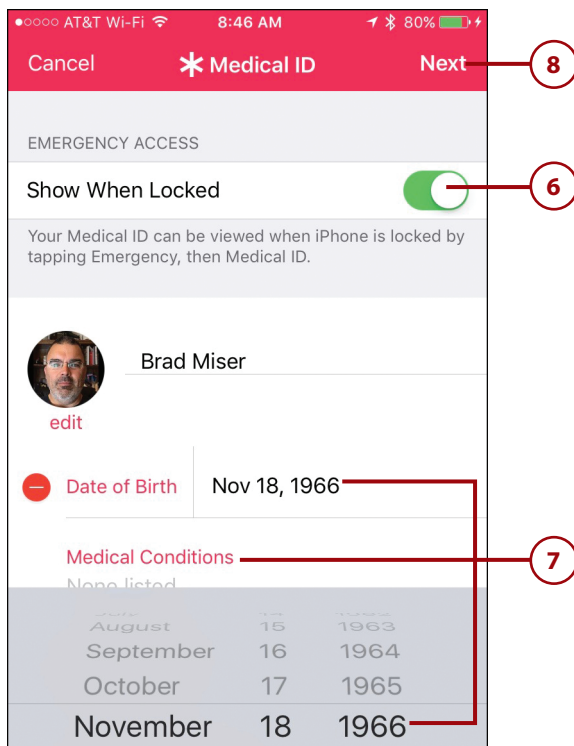 ●○○○○ AT&T Wi-Fi 8:46 AM 80%
Cancel Medical ID Next 8
EMERGENCY ACCESS
Show When Locked 6
Your Medical ID can be viewed when iPhone is locked by
tapping Emergency, then Medical ID.
Brad Miser
edit
Date of Birth Nov 18, 1966
Medical Conditions 7
None listed
August 15 1963
September 16 1964
October 17 1965
November 18 1966